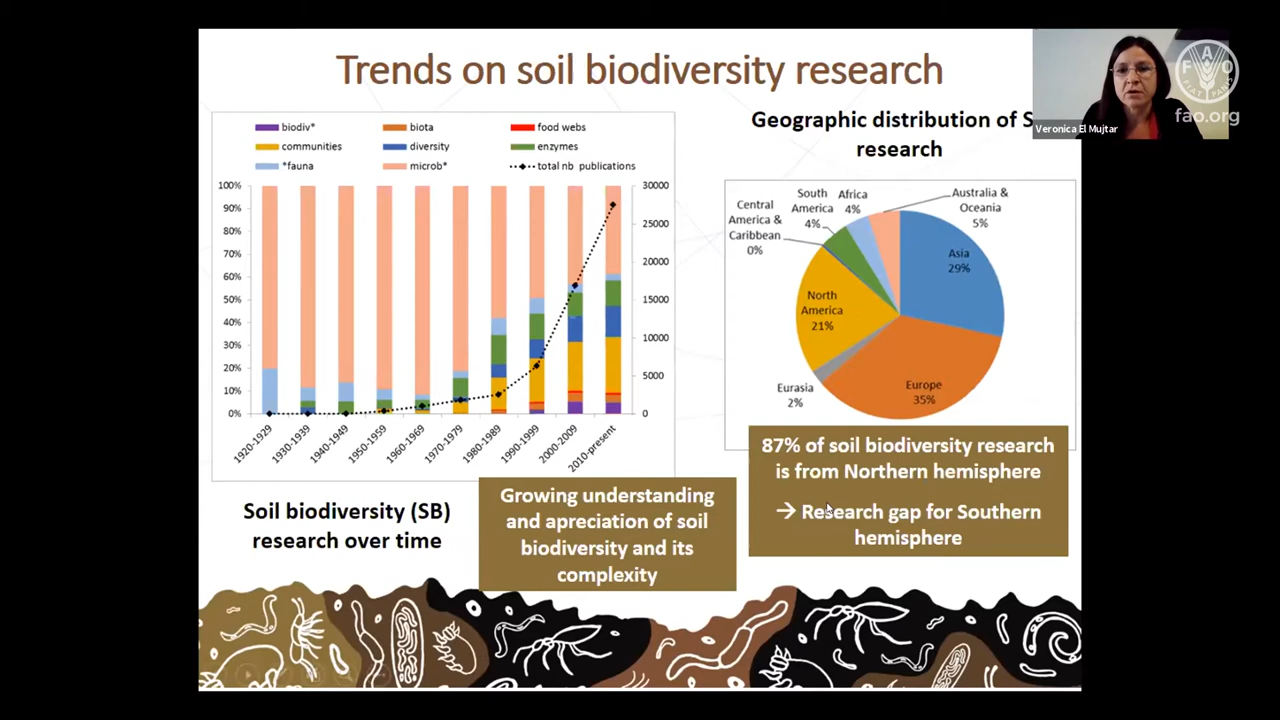 Trends on soil biodiversity research
FAO
FIAT PANIS
fao.org
Veronica El Mujtar
biodiv*
biota
food webs
communities
diversity
enzymes
*fauna
microb*
total nb publications
100%
90%
80%
70%
60%
50%
40%
30%
20%
10%
0%
30000
25000
20000
15000
10000
5000
0
1920-1929
1930-1939
1940-1949
1950-1959
1960-1969
1970-1979
1980-1989
1990-1999
2000-2009
2010-present
Soil biodiversity (SB)
research over time
Growing understanding
and apreciation of soil
biodiversity and its
complexity
Geographic distribution of
research
Central
America &
Caribbean
0%
South
America
4%
Africa
4%
Australia &
Oceania
5%
Asia
29%
North
America
21%
Eurasia
2%
Europe
35%
87% of soil biodiversity research
is from Northern hemisphere
→ Research gap for Southern
hemisphere